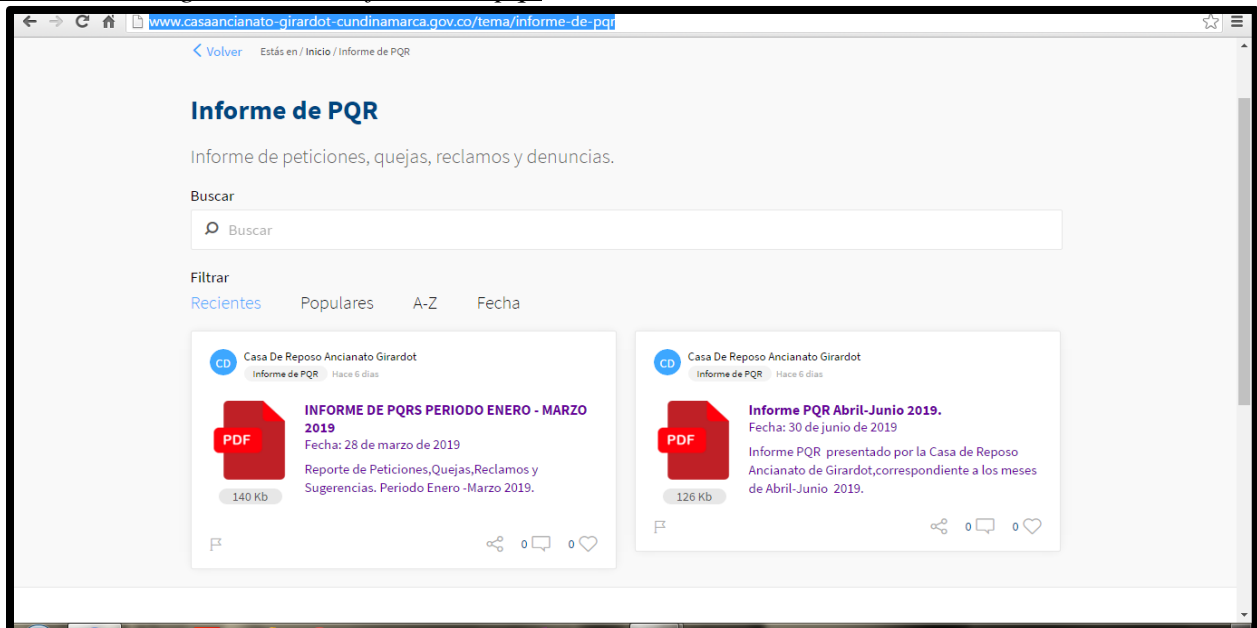 www.casaancianato-girardot-cundinamarca.gov.co/tema/informe-de-pqr
Volver Estás en / Inicio / Informe de PQR
Informe de PQR
Informe de peticiones, quejas, reclamos y denuncias.
Buscar
Buscar
Filtrar
Recientes Populares A-Z Fecha
CD Casa De Reposo Ancianato Girardot
Informe de PQR Hace 6 dias
PDF
140 Kb
INFORME DE PQRS PERIODO ENERO - MARZO
2019
Fecha: 28 de marzo de 2019
Reporte de Peticiones,Quejas,Reclamos y
Sugerencias. Periodo Enero -Marzo 2019.
0 0
CD Casa De Reposo Ancianato Girardot
Informe de PQR Hace 6 dias
PDF
126 Kb
Informe PQR Abril-Junio 2019.
Fecha: 30 de junio de 2019
Informe PQR presentado por la Casa de Reposo
Ancianato de Girardot,correspondiente a los meses
de Abril-Junio 2019.
0 0